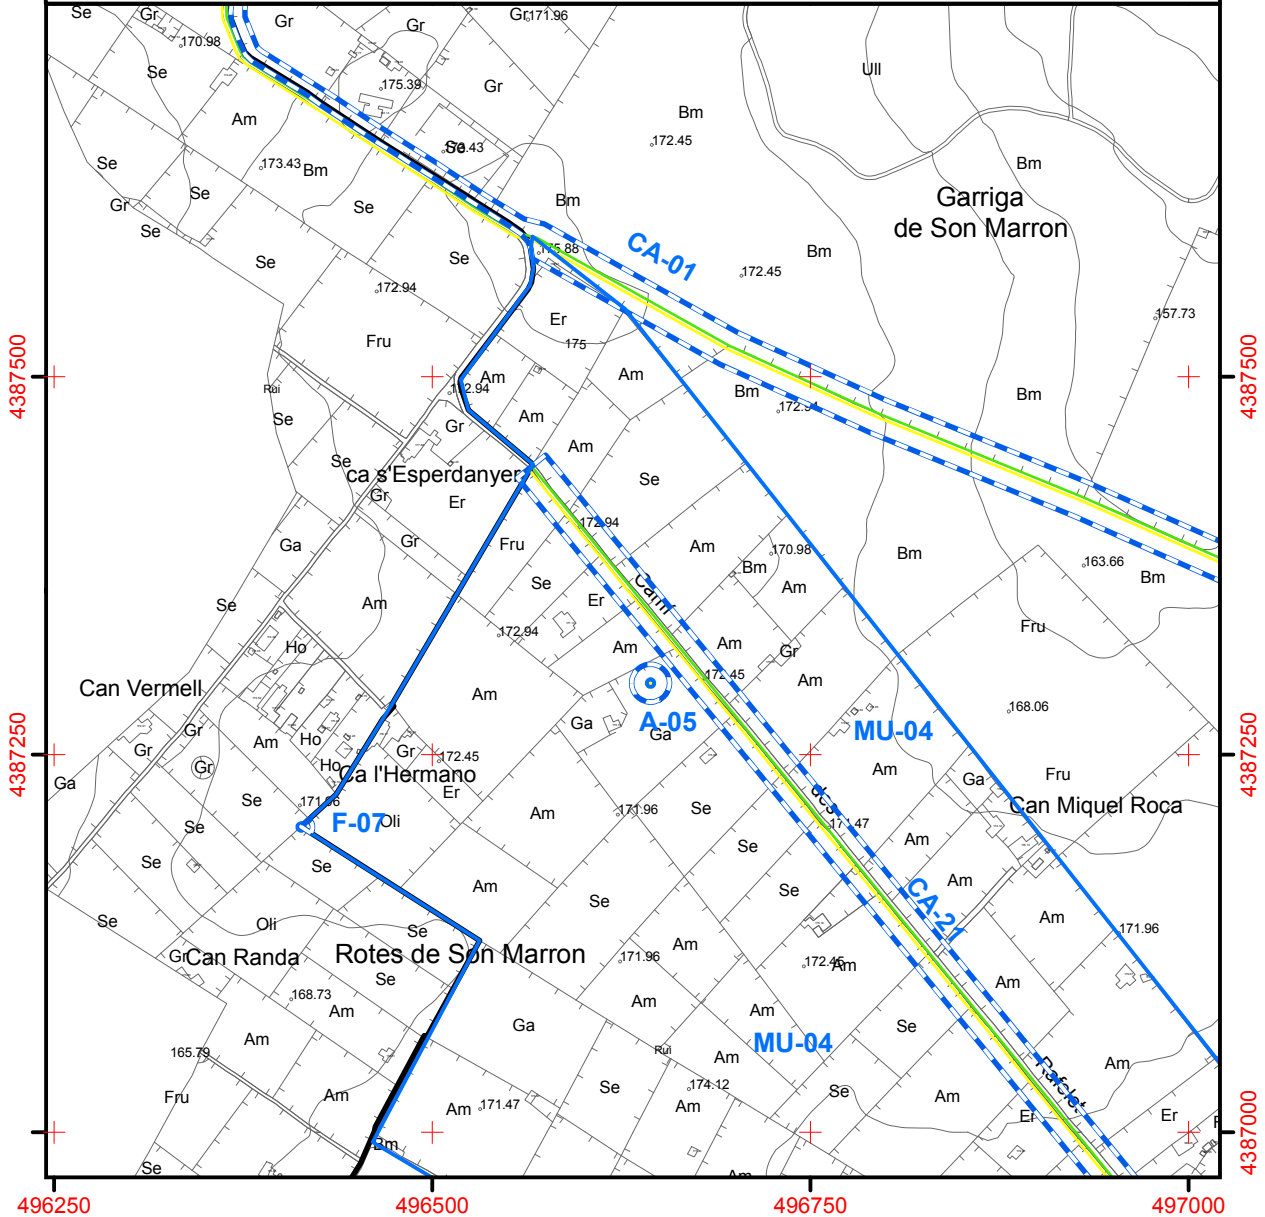 Se
Gr
Gr
Gr
Gr
171.96
170.98
Se
175.39
Gr
Ull
Am
Bm
172.45
Se
Se
173.43
Bm
Bm
Se
Se
Bm
Garriga
de Son Marron
Gr
Se
CA-01
Bm
Se
Se
172.45
172.94
157.73
Er
175
Fru
4387500
4387500
Am
Am
Bm
Bm
Rui
172.94
Se
Gr
Am
Am
Se
Se
ca s'Esperdanyer
Gr
Er
172.94
Gr
Fru
Am
170.98
Bm
Bm
163.66
Bm
Ga
Se
Camí
Am
Se
Am
Er
172.94
Fru
Ho
Am
Am
Gr
172.45
Am
Can Vermell
Am
168.06
A-05
Ga
Ga
MU-04
Gr
Am
Ho
Gr
172.45
4387250
4387250
Gr
Ho
Ca l'Hermano
Am
Ga
Fru
Ga
Er
des
Can Miquel Roca
Se
171.96
Am
171.96
Se
Se
F-07
Oli
171.47
Am
Se
Se
Se
Am
Se
Am
CA-21
Se
Se
Oli
Se
Am
171.96
Gr
Can Randa
Rotes de Son Marron
Am
171.96
172.45
Am
Se
Am
168.73
Am
Am
Am
Ga
Se
MU-04
Am
165.79
Rui
Am
Rafalet
Am
Fru
Am
Se
174.12
Se
Am
Am
171.47
Am
Er
Er
4387000
Bm
Se
Am
496250
496500
496750
497000